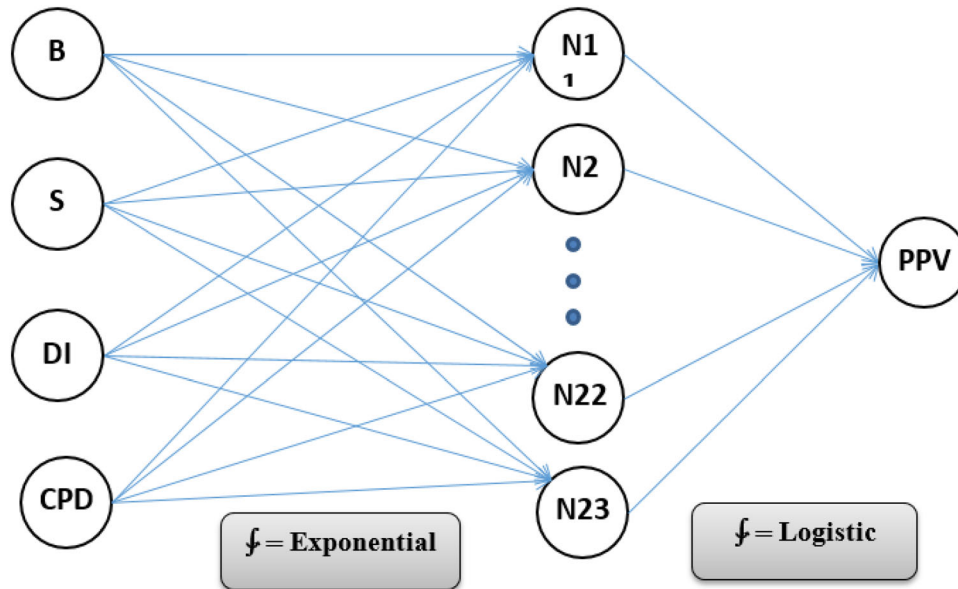 B
S
DI
CPD
N1
1
N2
N22
N23
PPV
⨍ = Exponential
⨍ = Logistic